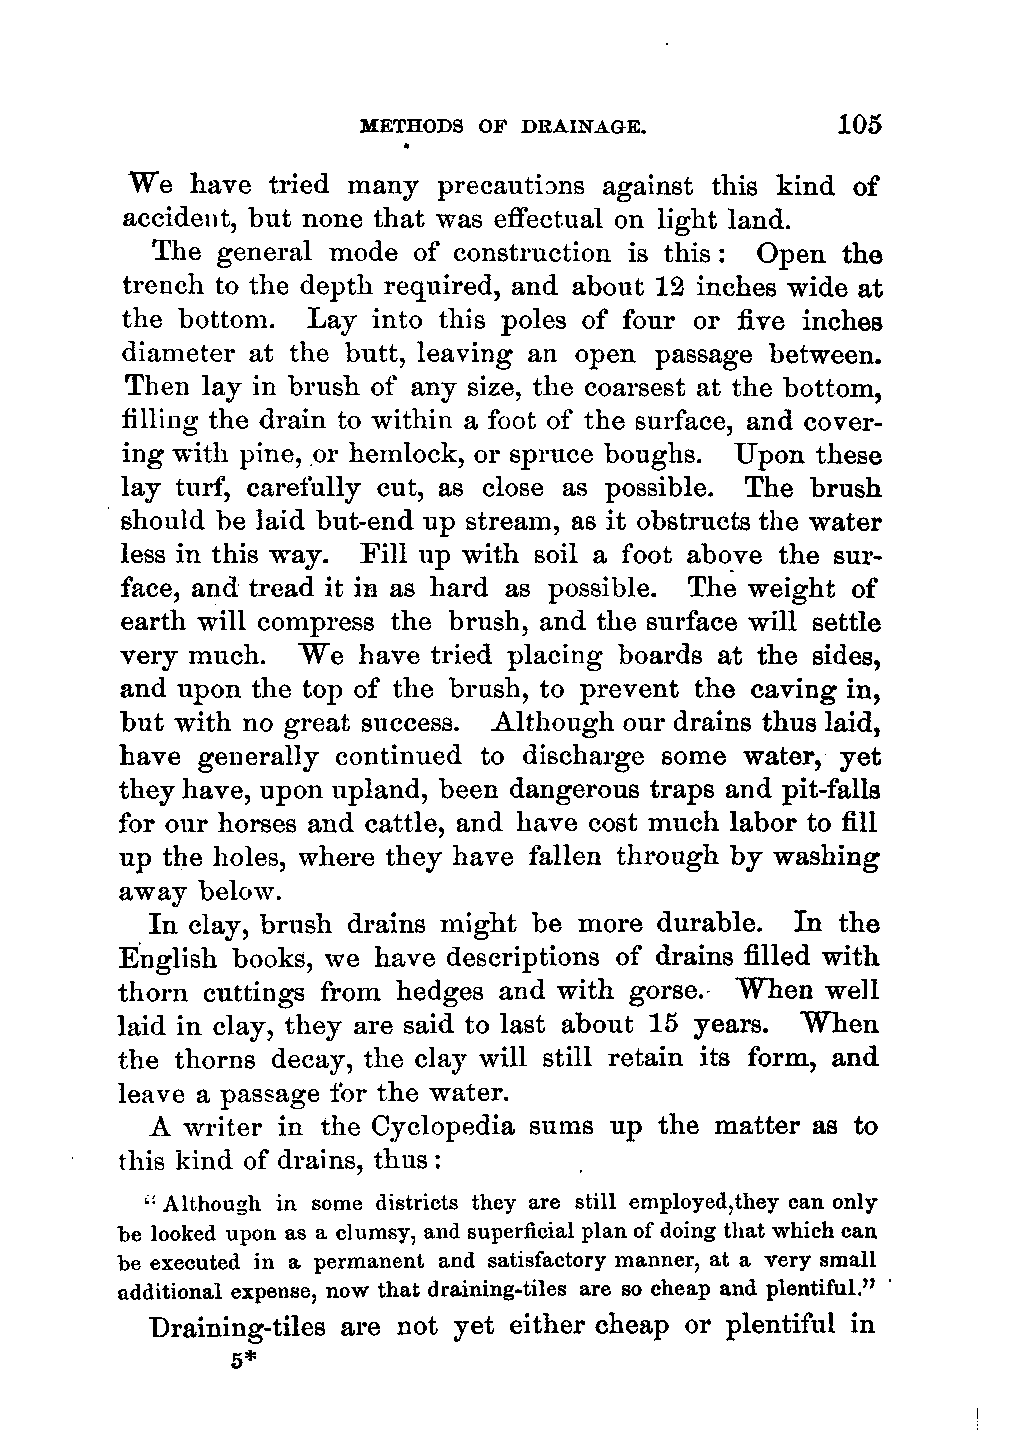 METHODS OF DRAINAGE. 105
We have tried many precautions against this kind of
accident, but none that was effectual on light land.
The general mode of construction is this: Open the
trench to the depth required, and about 12 inches wide at
the bottom. Lay into this poles of four or five inches
diameter at the butt, leaving an open passage between.
Then lay in brush of any size, the coarsest at the bottom,
filling the drain to within a foot of the surface, and cover-
ing with pine, or hemlock, or spruce boughs. Upon these
lay turf, carefully cut, as close as possible. The brush
should be laid but-end up stream, as it obstructs the water
less in this way. Fill up with soil a foot above the sur-
face, and tread it in as hard as possible. The weight of
earth will compress the brush, and the surface will settle
very much. We have tried placing boards at the sides,
and upon the top of the brush, to prevent the caving in,
but with no great success. Although our drains thus laid,
have generally continued to discharge some water, yet
they have, upon upland, been dangerous traps and pit-falls
for our horses and cattle, and have cost much labor to fill
up the holes, where they have fallen through by washing
away below.
In clay, brush drains might be more durable. In the
English books, we have descriptions of drains filled with
thorn cuttings from hedges and with gorse. When well
laid in clay, they are said to last about 15 years. When
the thorns decay, the clay will still retain its form, and
leave a passage for the water.
A writer in the Cyclopedia sums up the matter as to
this kind of drains, thus:
"Although in some districts they are still employed,they can only
be looked upon as a clumsy, and superficial plan of doing that which can
be executed in a permanent and satisfactory manner, at a very small
additional expense, now that draining-tiles are so cheap and plentiful."
Draining-tiles are not yet either cheap or plentiful in
5*